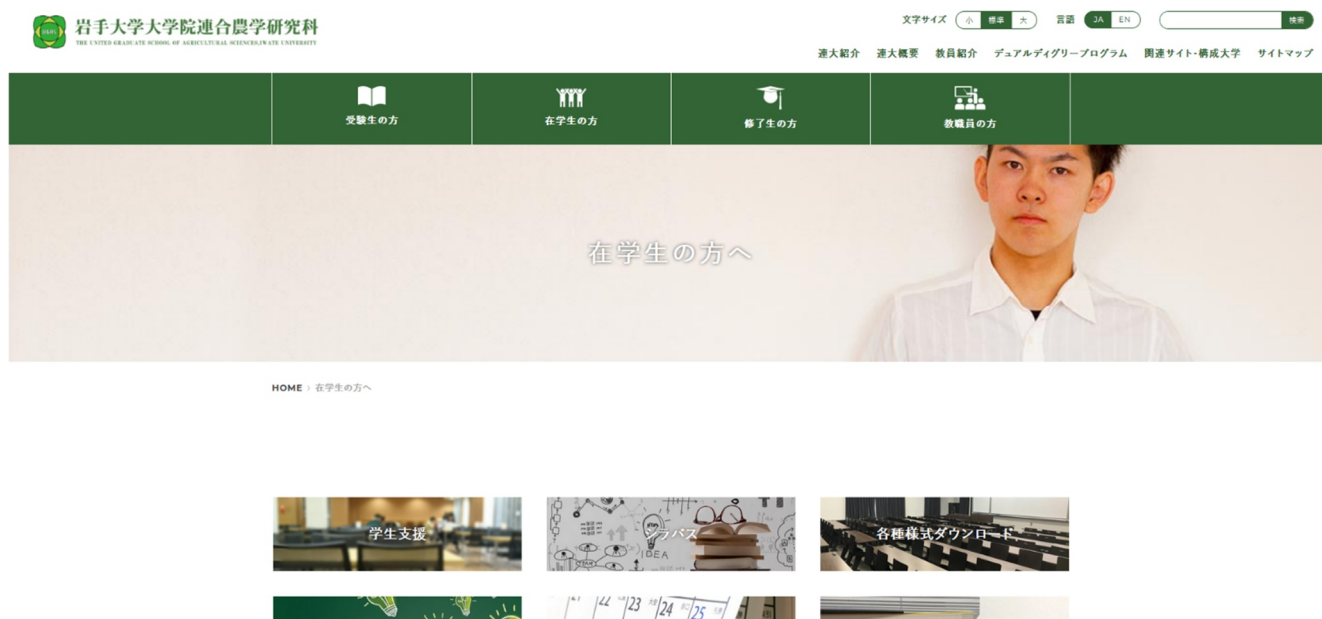 岩手大学大学院連合農学研究科
THE UNITED GRADUATE SCHOOL OF AGRICULTURAL SCIENCES,IWATE UNIVERSITY
文字サイズ 小 標準 大 言語 JA EN 検索
連大紹介 連大概要 教員紹介 デュアルディグリープログラム 関連サイト・構成大学 サイトマップ
受験生の方 在学生の方 修了生の方 教職員の方
在学生の方へ
HOME 在学生の方へ
学生支援 シラバス 各種様式ダウンロード
IDEA
22 23 24 25